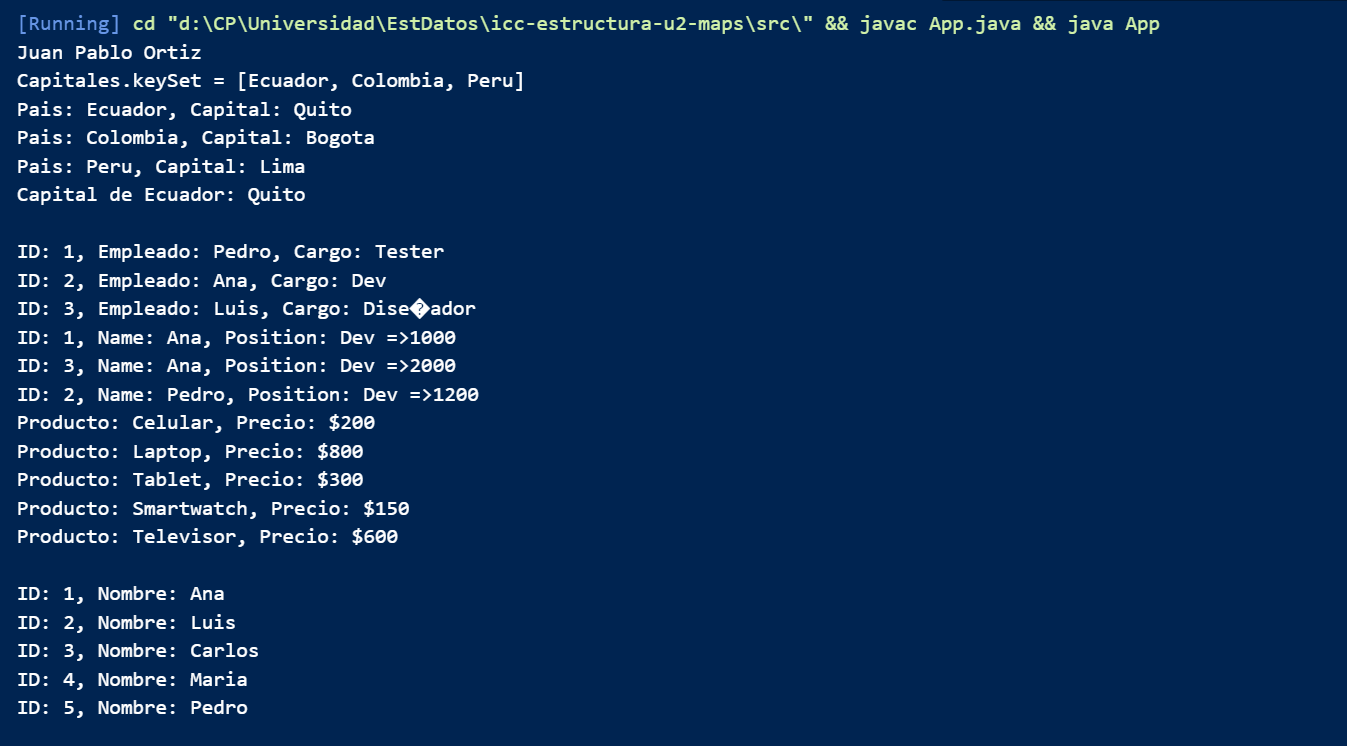 [Running] cd "d:\CP\Universidad\EstDatos\icc-estructura-u2-maps\src\" && javac App.java && java App
Juan Pablo Ortiz
Capitales.keySet = [Ecuador, Colombia, Peru]
Pais: Ecuador, Capital: Quito
Pais: Colombia, Capital: Bogota
Pais: Peru, Capital: Lima
Capital de Ecuador: Quito
ID: 1, Empleado: Pedro, Cargo: Tester
ID: 2, Empleado: Ana, Cargo: Dev
ID: 3, Empleado: Luis, Cargo: Dise�ador
ID: 1, Name: Ana, Position: Dev =>1000
ID: 3, Name: Ana, Position: Dev =>2000
ID: 2, Name: Pedro, Position: Dev =>1200
Producto: Celular, Precio: $200
Producto: Laptop, Precio: $800
Producto: Tablet, Precio: $300
Producto: Smartwatch, Precio: $150
Producto: Televisor, Precio: $600
ID: 1, Nombre: Ana
ID: 2, Nombre: Luis
ID: 3, Nombre: Carlos
ID: 4, Nombre: Maria
ID: 5, Nombre: Pedro